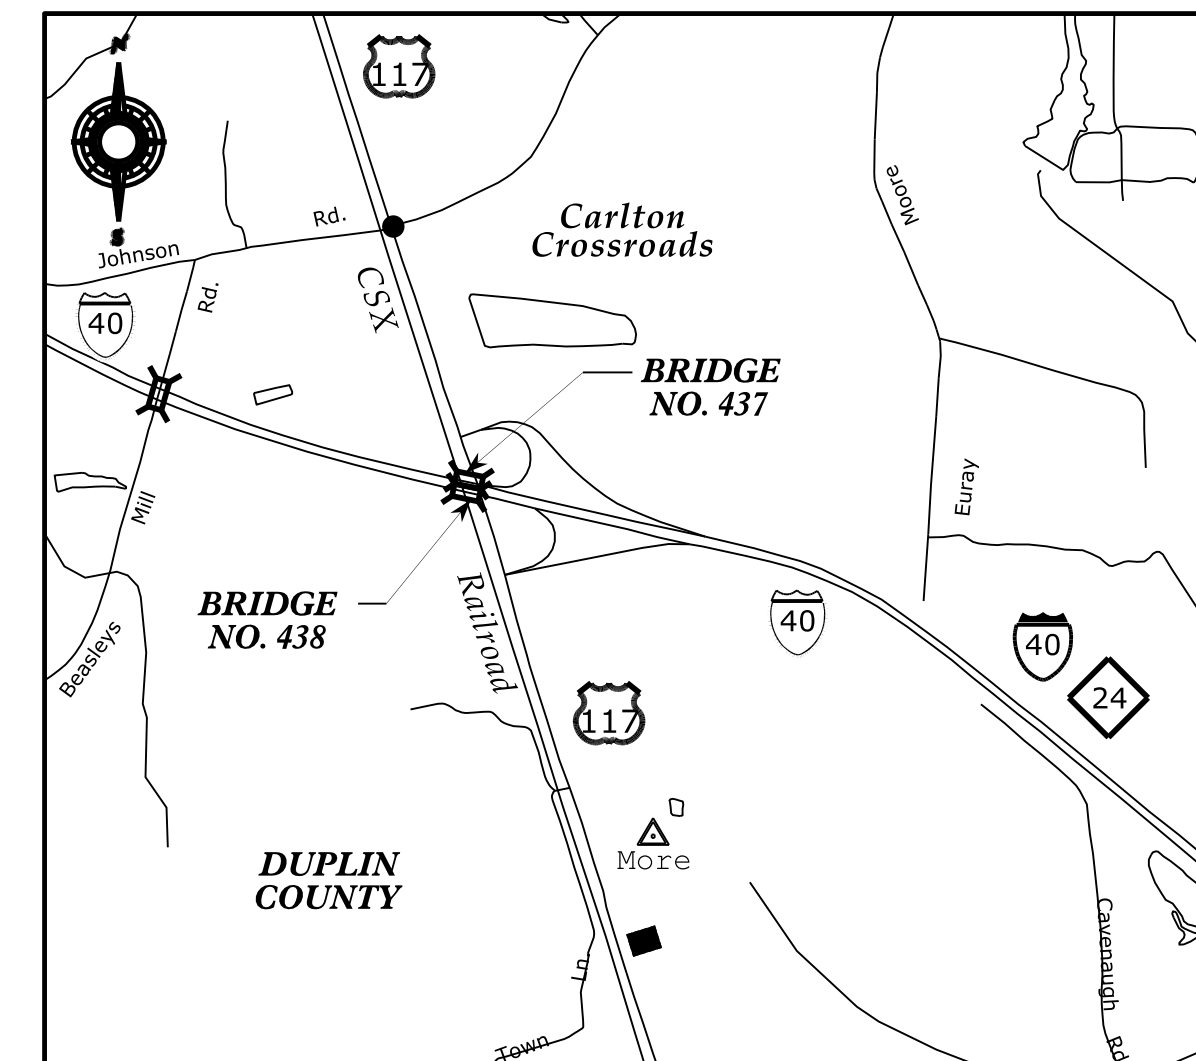 N
117
S
Johnson
Rd.
Carlton
Crossroads
Moore
Rd.
40
CSX
BRIDGE
NO. 437
Mill
Euray
BRIDGE
NO. 438
Railroad
Beasleys
40
40
24
117
More
DUPLIN
COUNTY
Ln.
Cavenaugh
Rd
Town